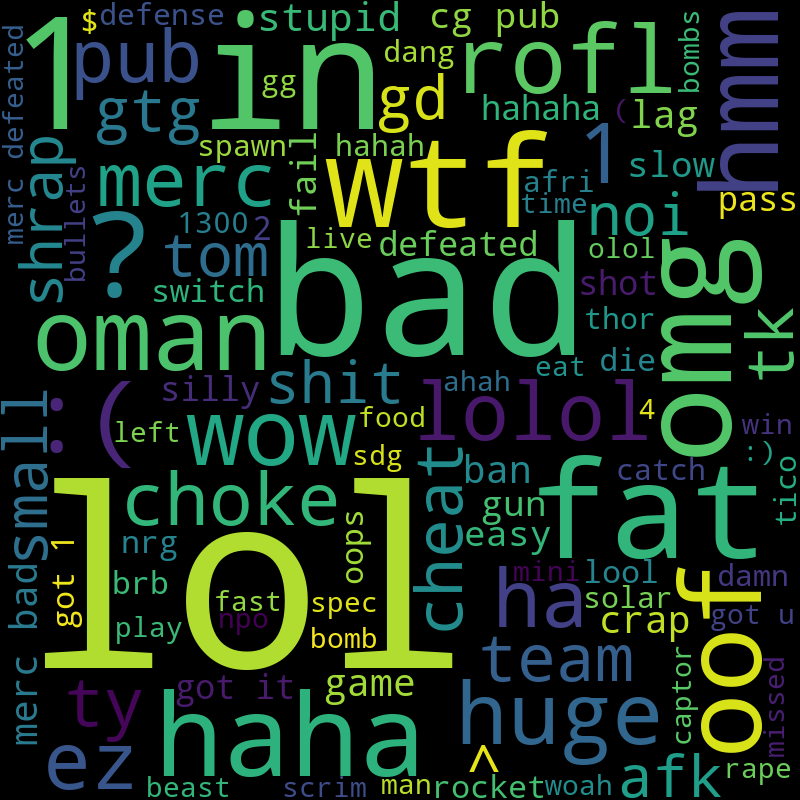 $
defense
:
stupid
cg pub
1
in
pub
dang
rofl
bombs
hmm
gg
gd
hahaha
(
lag
gtg
merc defeated
shrap
bullets
spawn
fail
hahah
wtf
1
slow
merc
afri
time
pass
?
1300
2
noi
tom
live
defeated
olol
omg
switch
bad
shot
oman
thor
tk
eat
die
:(
silly
shit
ahah
lolol
4
left
wow
food
win
:)
small
sdg
cheat
ban
catch
tico
choke
fat
gun
easy
lol
oops
nrg
got 1
merc bad
brb
mini
lool
damn
oof
fast
npo
spec
ha
solar
got u
play
bomb
crap
team
captor
missed
ty
got it
game
huge
haha
ez
^
rape
beast
scrim
man
rocket
woah
afk